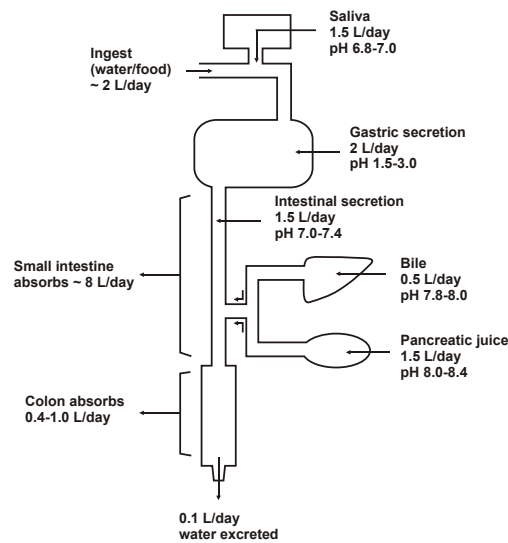 Saliva
1.5 L/day
pH 6.8-7.0
Ingest
(water/food)
~ 2 L/day
Gastric secretion
2 L/day
pH 1.5-3.0
Intestinal secretion
1.5 L/day
pH 7.0-7.4
Small intestine
absorbs ~ 8 L/day
Bile
0.5 L/day
pH 7.8-8.0
Pancreatic juice
1.5 L/day
pH 8.0-8.4
Colon absorbs
0.4-1.0 L/day
0.1 L/day
water excreted